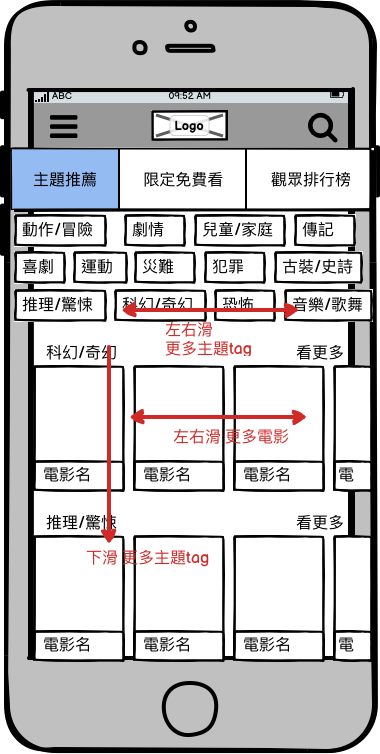 ABC 09:52 AM
Logo
主題推薦 限定免費看 觀眾排行榜
動作/冒險 劇情 兒童/家庭 傳記
喜劇 運動 災難 犯罪 古裝/史詩
推理/驚悚 科幻/奇幻 恐怖 音樂/歌舞
左右滑
更多主題tag
科幻/奇幻 看更多
左右滑 更多電影
電影名 電影名 電影名 電
推理/驚悚 看更多
下滑 更多主題tag
電影名 電影名 電影名 電